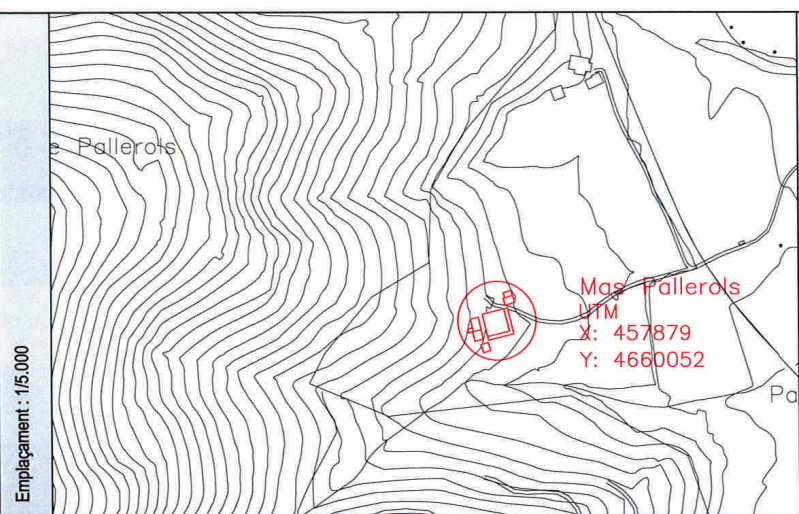 Emplaçament : 1/5.000
e Pallerols
Mas Pallerols
UTM
X: 457879
Y: 4660052
Pa